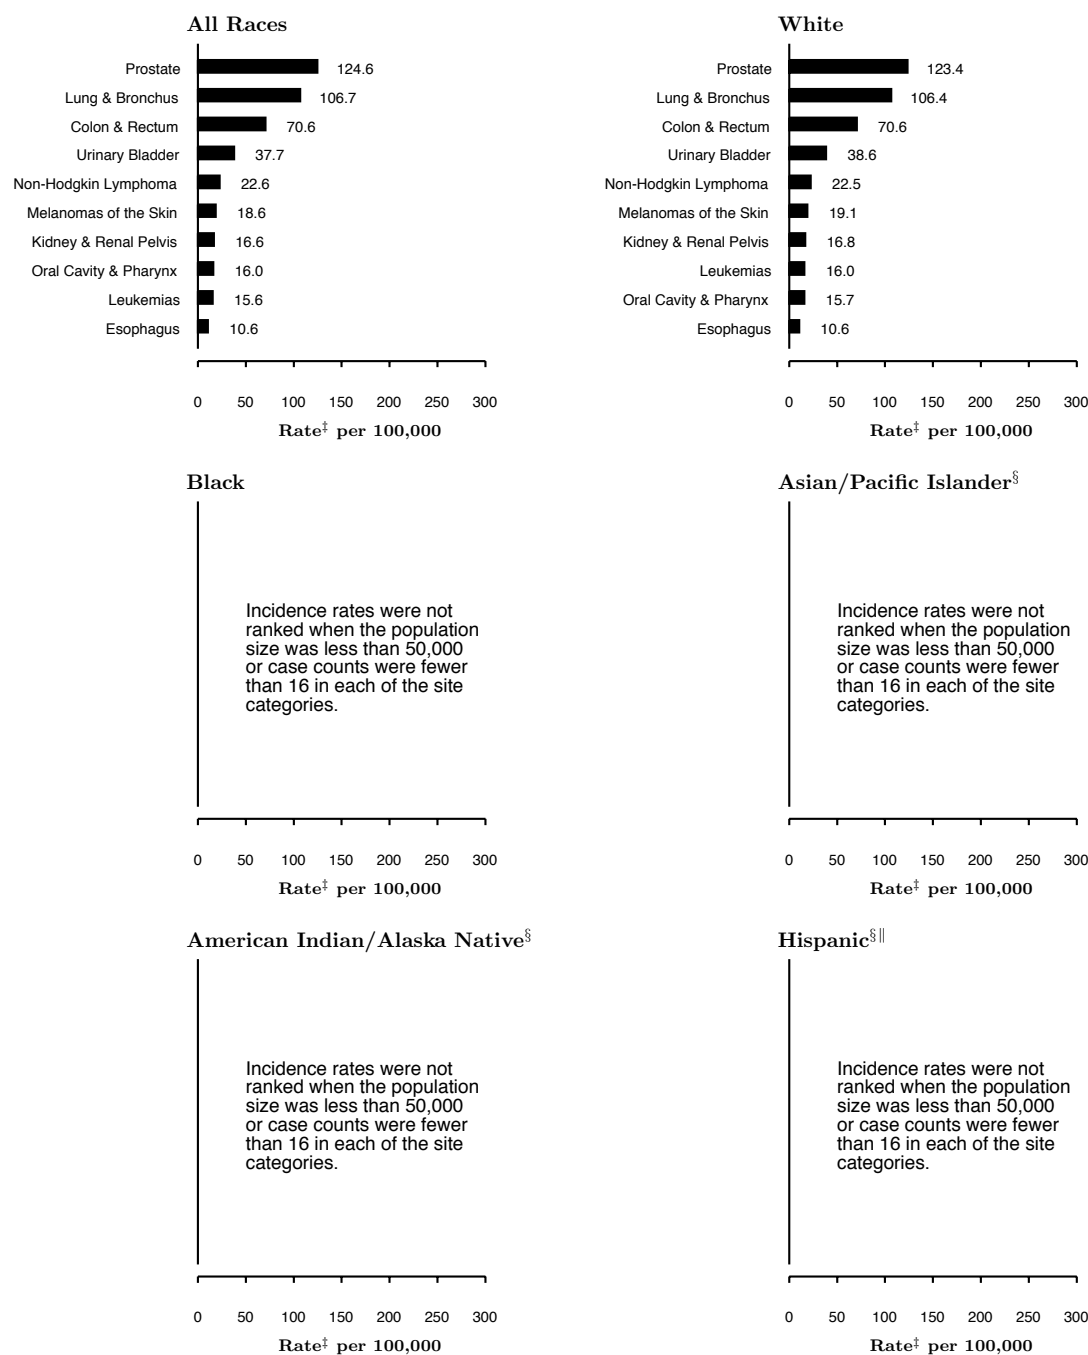 All Races
Prostate 124.6
Lung & Bronchus 106.7
Colon & Rectum 70.6
Urinary Bladder 37.7
Non-Hodgkin Lymphoma 22.6
Melanomas of the Skin 18.6
Kidney & Renal Pelvis 16.6
Oral Cavity & Pharynx 16.0
Leukemias 15.6
Esophagus 10.6
0 50 100 150 200 250 300
Rate‡ per 100,000
White
Prostate 123.4
Lung & Bronchus 106.4
Colon & Rectum 70.6
Urinary Bladder 38.6
Non-Hodgkin Lymphoma 22.5
Melanomas of the Skin 19.1
Kidney & Renal Pelvis 16.8
Leukemias 16.0
Oral Cavity & Pharynx 15.7
Esophagus 10.6
0 50 100 150 200 250 300
Rate‡ per 100,000
Black
Incidence rates were not
ranked when the population
size was less than 50,000
or case counts were fewer
than 16 in each of the site
categories.
0 50 100 150 200 250 300
Rate‡ per 100,000
Asian/Pacific Islander§
Incidence rates were not
ranked when the population
size was less than 50,000
or case counts were fewer
than 16 in each of the site
categories.
0 50 100 150 200 250 300
Rate‡ per 100,000
American Indian/Alaska Native§
Incidence rates were not
ranked when the population
size was less than 50,000
or case counts were fewer
than 16 in each of the site
categories.
0 50 100 150 200 250 300
Rate‡ per 100,000
Hispanic§‖
Incidence rates were not
ranked when the population
size was less than 50,000
or case counts were fewer
than 16 in each of the site
categories.
0 50 100 150 200 250 300
Rate‡ per 100,000